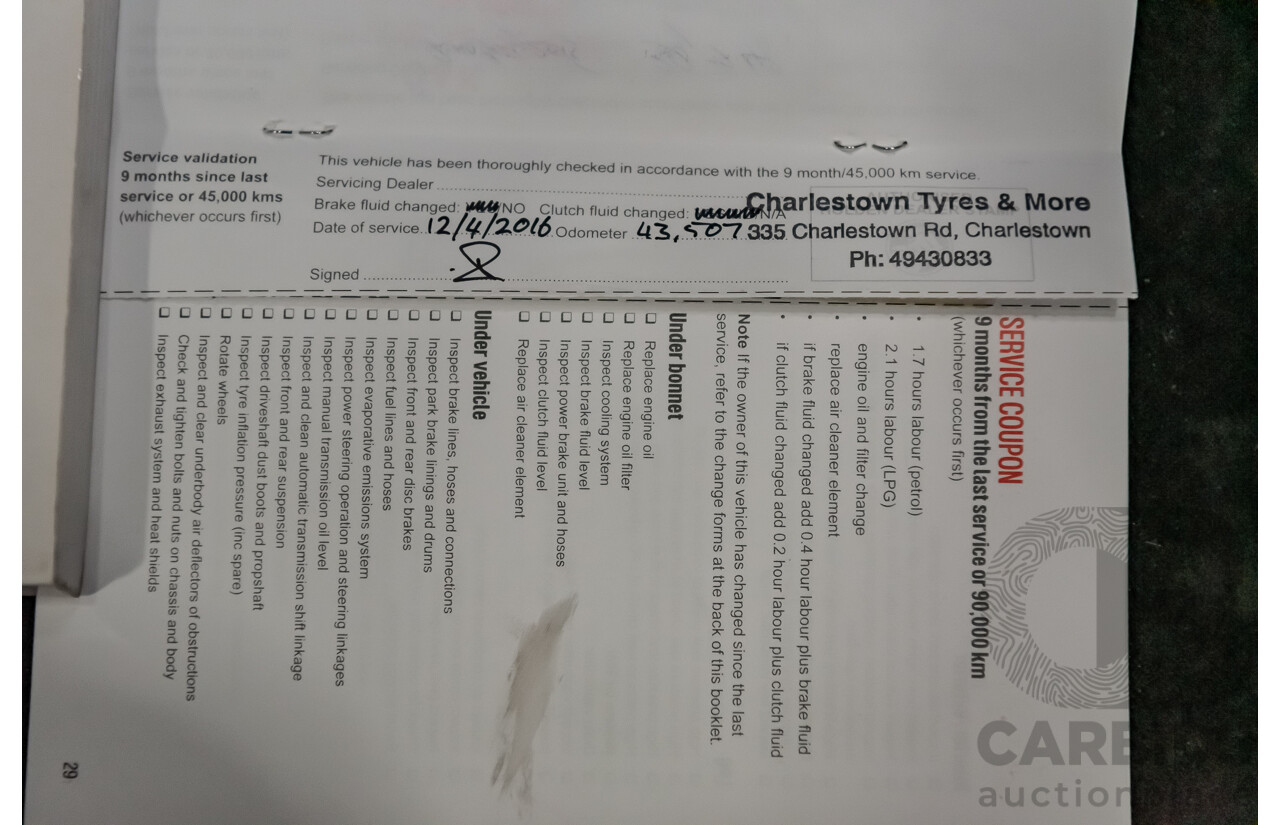 Service validation
9 months since last
service or 45,000 kms
(whichever occurs first)
This vehicle has been thoroughly checked in accordance with the 9 month/45,000 km service.
Servicing Dealer
Brake fluid changed: /NO Clutch fluid changed: N/A
Date of service 12/4/2016 Odometer 43,507
Signed
Charlestown Tyres & More
335 Charlestown Rd, Charlestown
Ph: 49430833
SERVICE COUPON
9 months from the last service or 90,000 km
(whichever occurs first)
• 1.7 hours labour (petrol)
• 2.1 hours labour (LPG)
• engine oil and filter change
• replace air cleaner element
• if brake fluid changed add 0.4 hour labour plus brake fluid
• if clutch fluid changed add 0.2 hour labour plus clutch fluid
Note If the owner of this vehicle has changed since the last
service, refer to the change forms at the back of this booklet.
Under bonnet
❑ Replace engine oil
❑ Replace engine oil filter
❑ Inspect cooling system
❑ Inspect brake fluid level
❑ Inspect power brake unit and hoses
❑ Inspect clutch fluid level
❑ Replace air cleaner element
Under vehicle
❑ Inspect brake lines, hoses and connections
❑ Inspect park brake linings and drums
❑ Inspect front and rear disc brakes
❑ Inspect fuel lines and hoses
❑ Inspect evaporative emissions system
❑ Inspect power steering operation and steering linkages
❑ Inspect manual transmission oil level
❑ Inspect and clean automatic transmission shift linkage
❑ Inspect front and rear suspension
❑ Inspect driveshaft dust boots and propshaft
❑ Inspect tyre inflation pressure (inc spare)
❑ Rotate wheels
❑ Inspect and clear underbody air deflectors of obstructions
❑ Check and tighten bolts and nuts on chassis and body
❑ Inspect exhaust system and heat shields
29